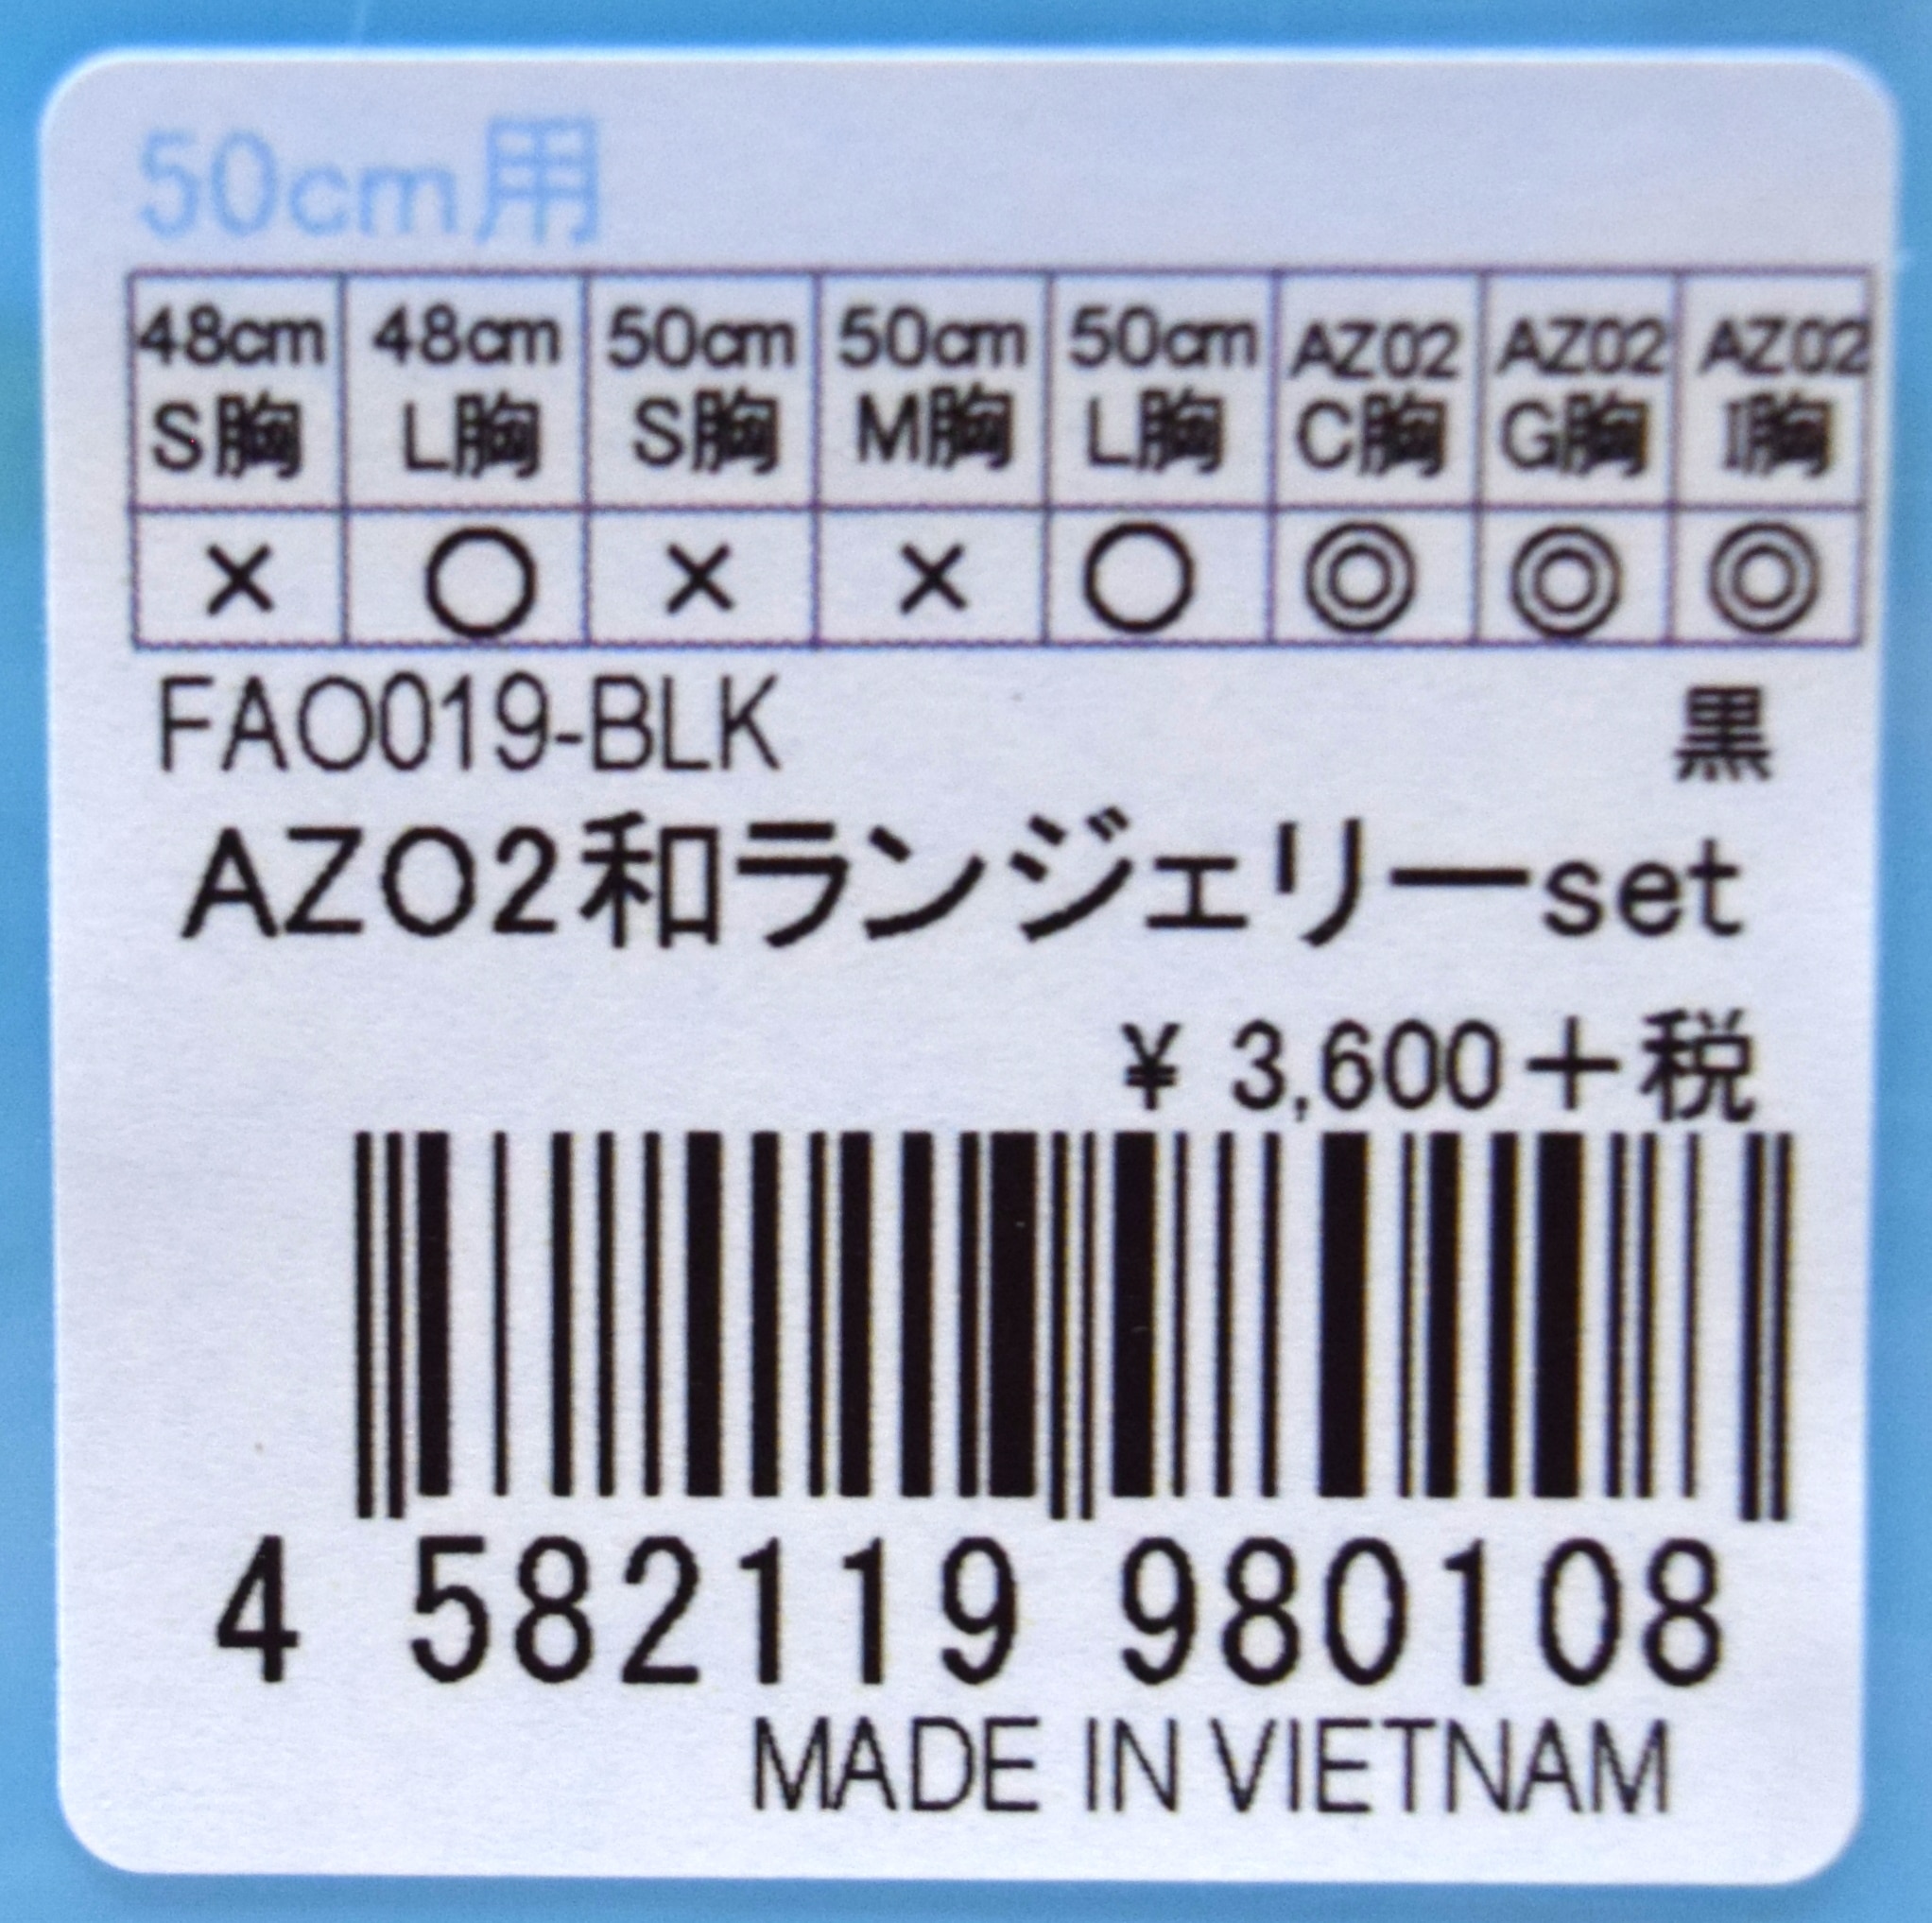 50cm用
48cm 48cm 50cm 50cm 50cm AZ02 AZ02 AZ02
S胸 L胸 S胸 M胸 L胸 C胸 G胸 I胸
× ○ × × ○ ◎ ◎ ◎
FAO019-BLK 黒
AZO2和ランジェリーset
¥ 3,600＋税
4 582119 980108
MADE IN VIETNAM